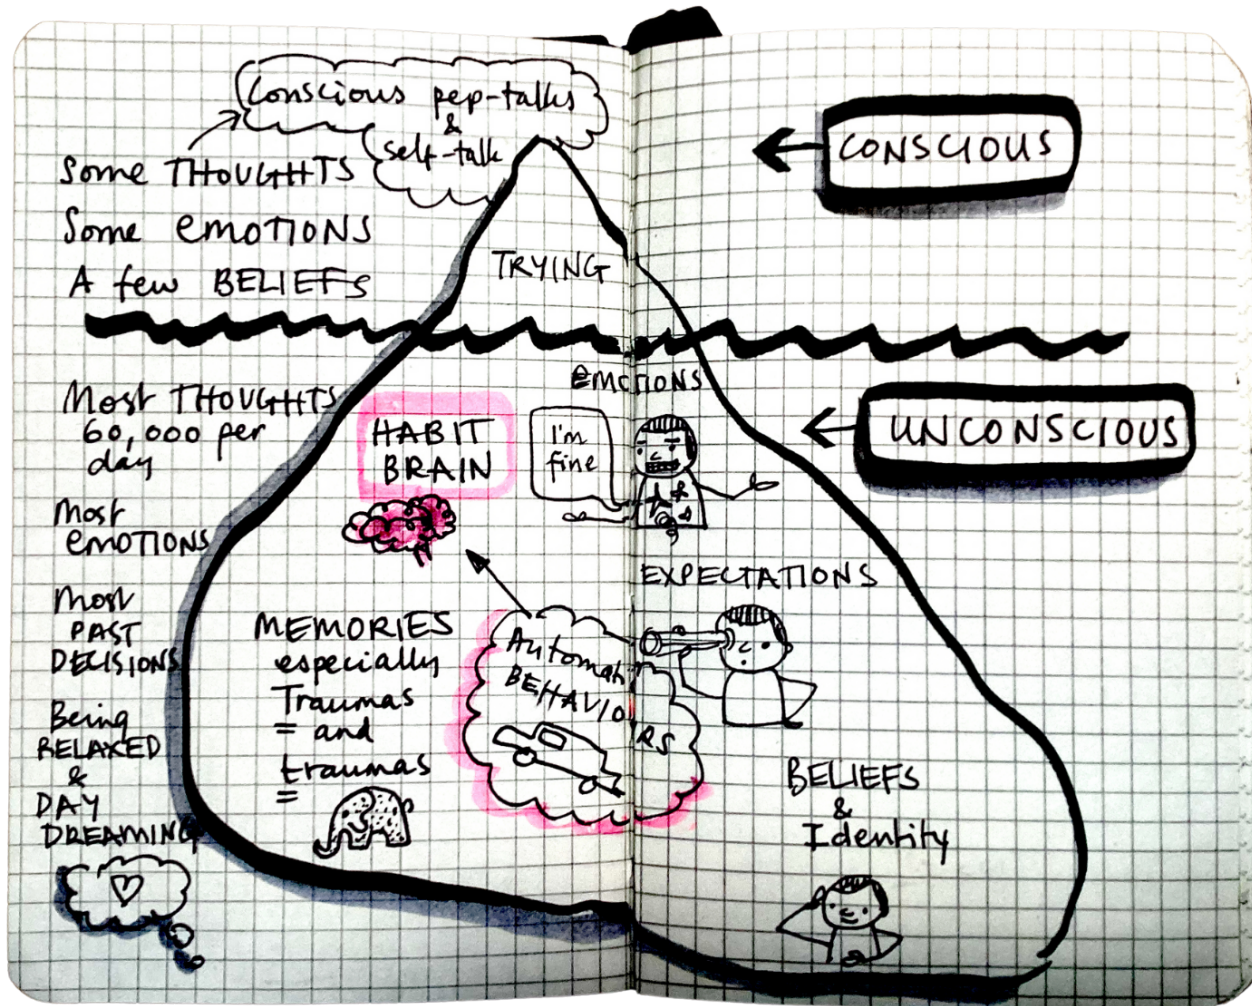 Conscious pep-talks
&
self-talk
Some THOUGHTS
Some EMOTIONS
A few BELIEFS
TRYING
CONSCIOUS
Most THOUGHTS
60,000 per
day
Most
EMOTIONS
Most
PAST
DECISIONS
Being
RELAXED
&
DAY
DREAMING
HABIT
BRAIN
EMOTIONS
I'm
fine
UNCONSCIOUS
EXPECTATIONS
MEMORIES
especially
Traumas
and
traumas
Automatic
BEHAVIOURS
BELIEFS
&
Identity